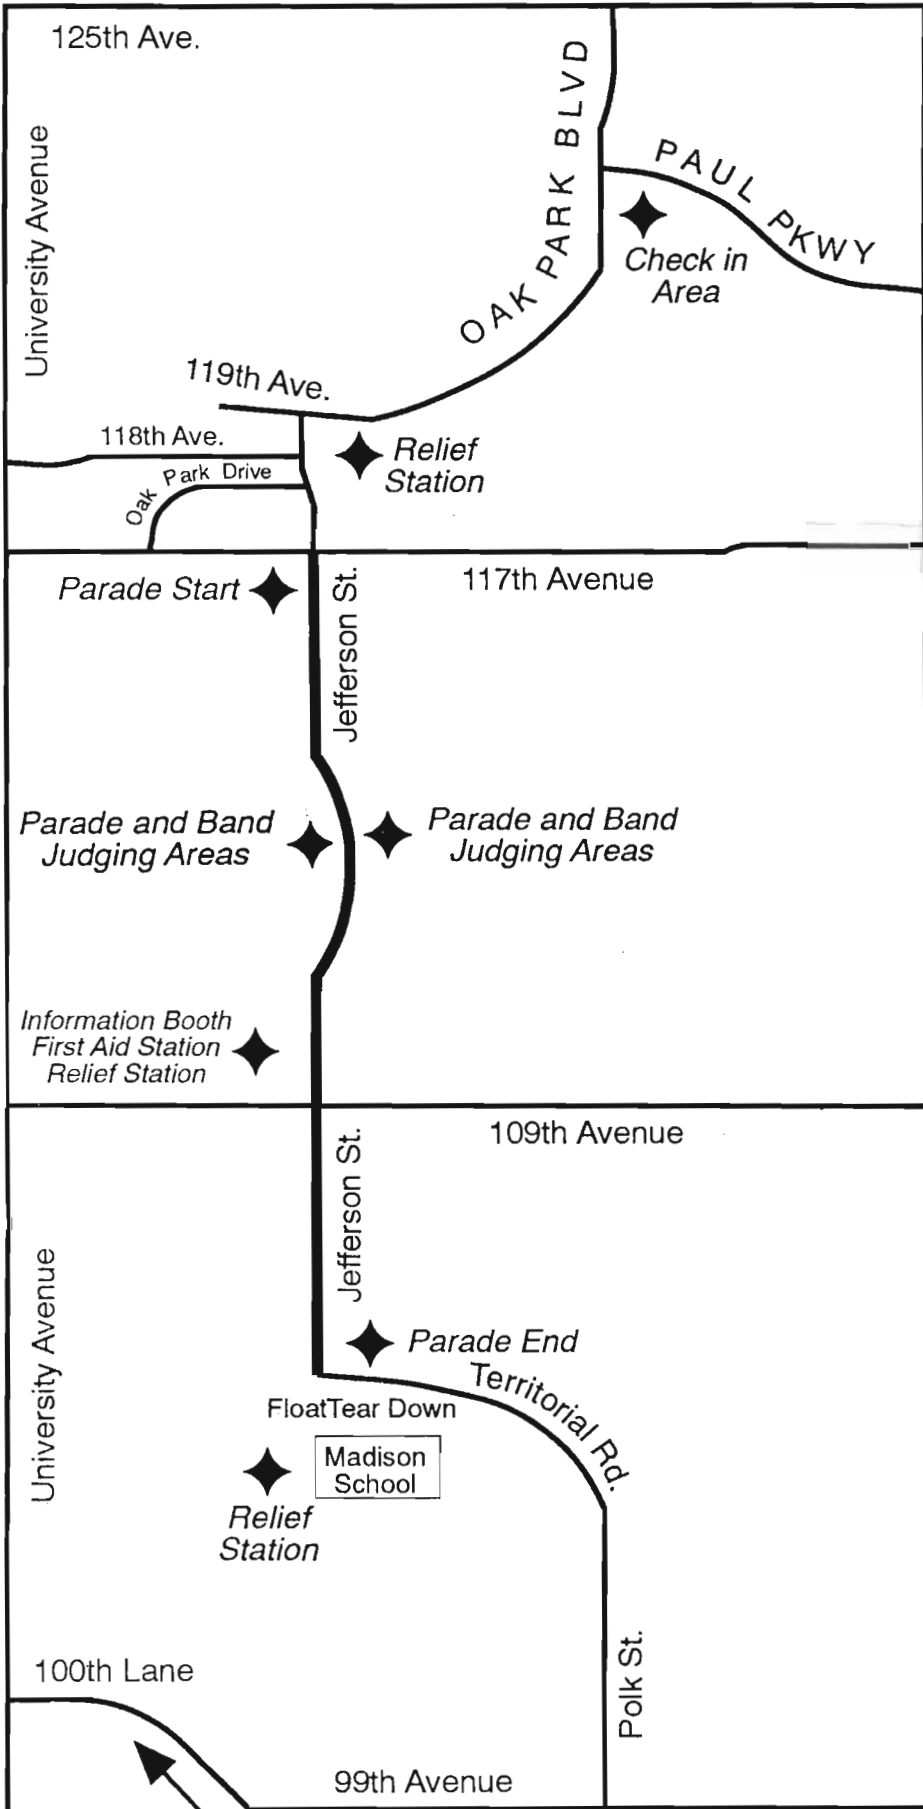 125th Ave.
University Avenue
OAK PARK BLVD
PAUL PKWY
Check in
Area
119th Ave.
118th Ave.
Relief
Station
Oak Park Drive
117th Avenue
Parade Start
Jefferson St.
Parade and Band
Judging Areas
Parade and Band
Judging Areas
Information Booth
First Aid Station
Relief Station
109th Avenue
Jefferson St.
University Avenue
Parade End
Territorial Rd.
FloatTear Down
Madison
School
Relief
Station
Polk St.
100th Lane
99th Avenue